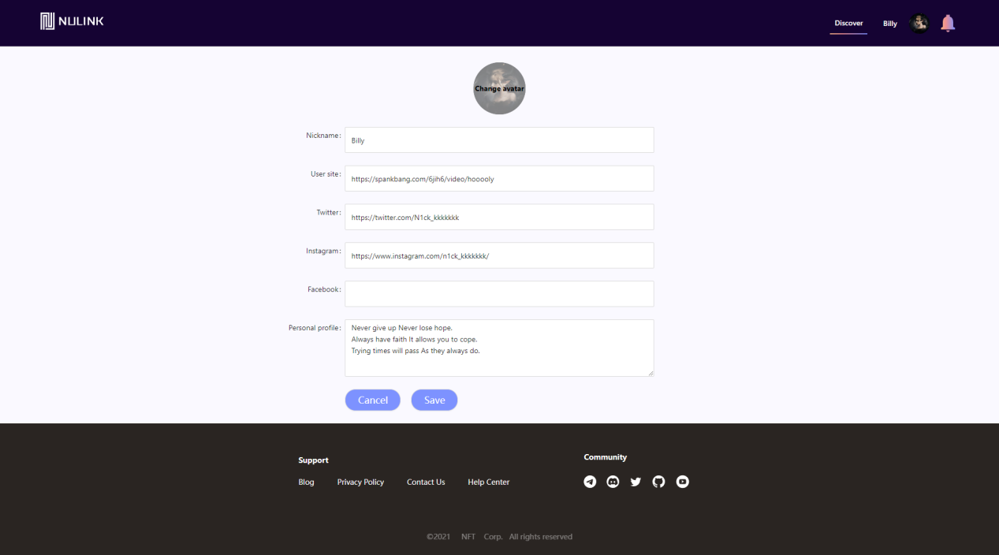 NULINK
Discover
Billy
Change avatar
Nickname:
Billy
User site:
https://spankbang.com/6jih6/video/hooooly
Twitter:
https://twitter.com/N1ck_kkkkkkk
Instagram:
https://www.instagram.com/n1ck_kkkkkkk/
Facebook:
Personal profile:
Never give up Never lose hope.
Always have faith It allows you to cope.
Trying times will pass As they always do.
Cancel
Save
Support
Blog Privacy Policy Contact Us Help Center
Community
©2021 NFT Corp. All rights reserved